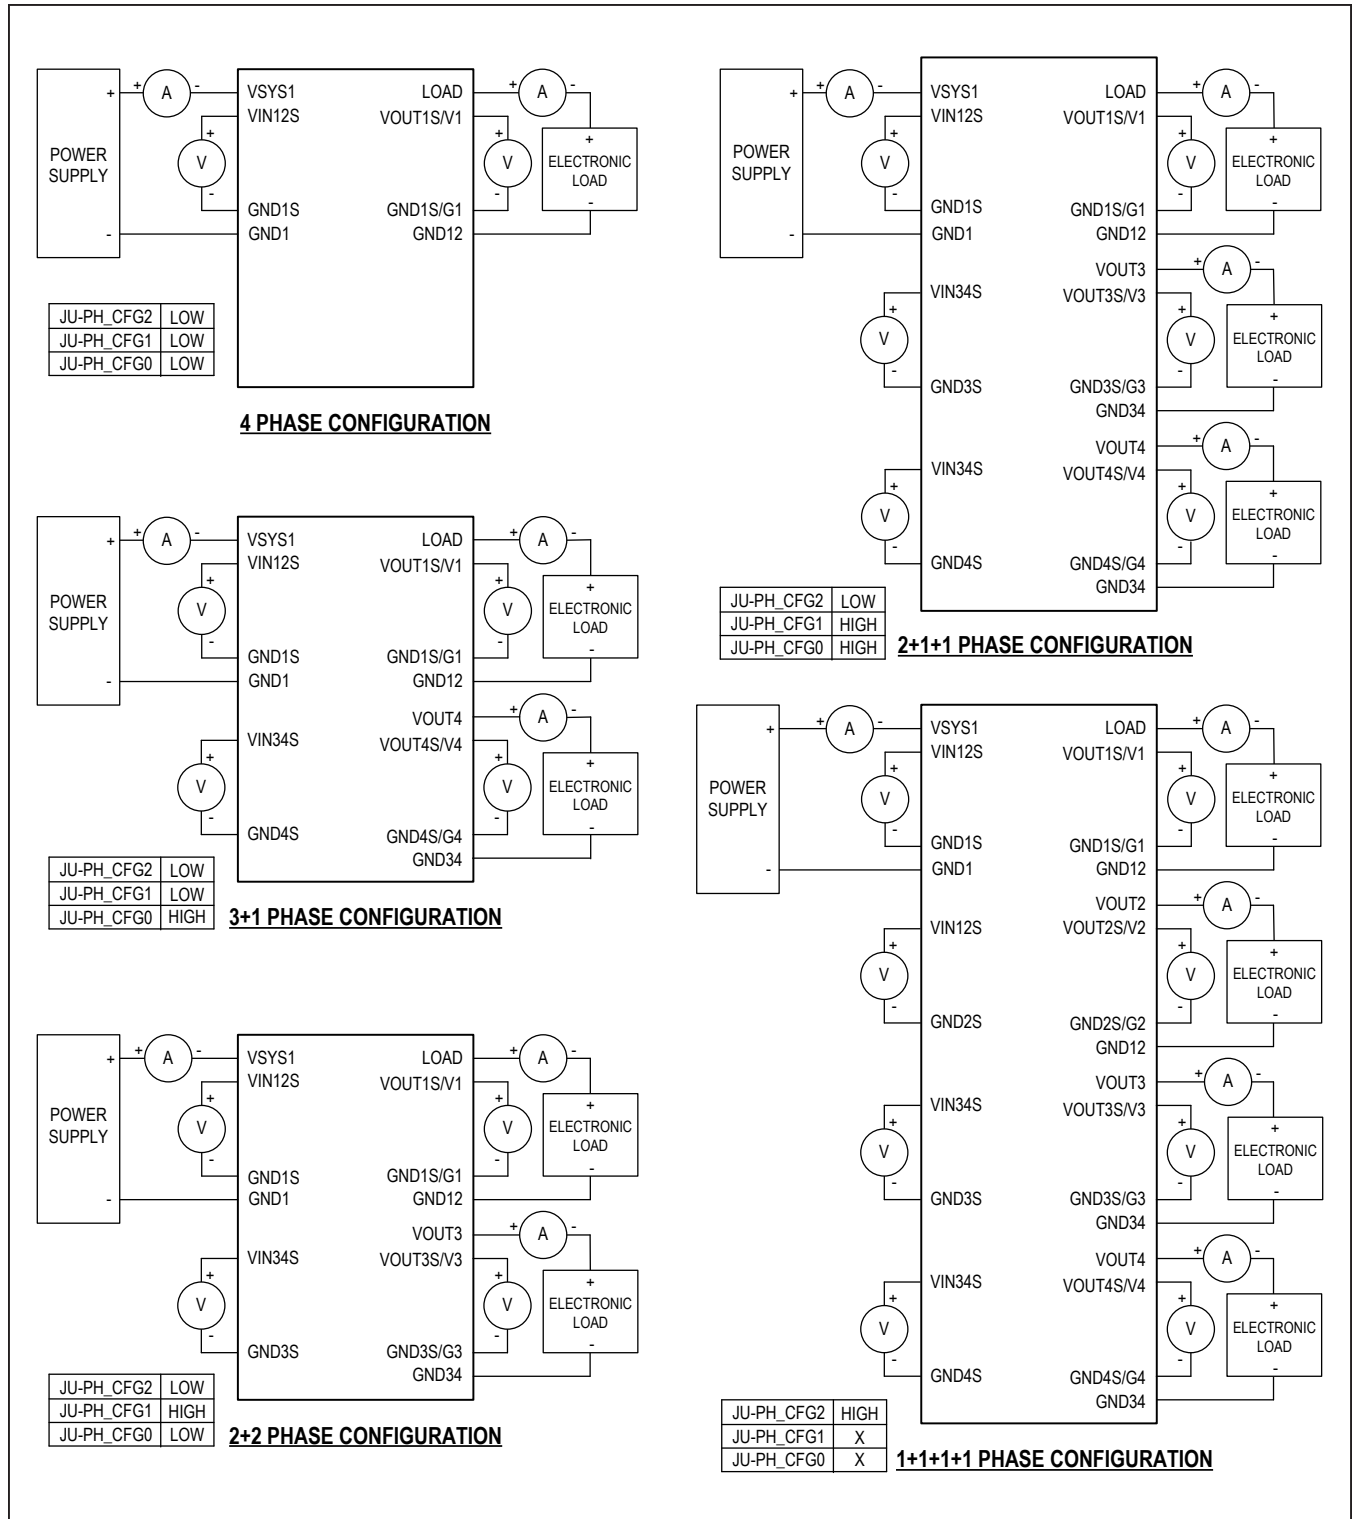 POWER
SUPPLY
+
-
+ A -
VSYS1
VIN12S
+
V
-
GND1S
GND1
LOAD
VOUT1S/V1
GND1S/G1
GND12
+ A -
+
V
-
+
ELECTRONIC
LOAD
-
JU-PH_CFG2 LOW
JU-PH_CFG1 LOW
JU-PH_CFG0 LOW
4 PHASE CONFIGURATION
POWER
SUPPLY
+
-
+ A -
VSYS1
VIN12S
+
V
-
GND1S
GND1
VIN34S
+
V
-
GND4S
LOAD
VOUT1S/V1
GND1S/G1
GND12
+ A -
+
V
-
+
ELECTRONIC
LOAD
-
VOUT4
VOUT4S/V4
GND4S/G4
GND34
+ A -
+
V
-
+
ELECTRONIC
LOAD
-
JU-PH_CFG2 LOW
JU-PH_CFG1 LOW
JU-PH_CFG0 HIGH
3+1 PHASE CONFIGURATION
POWER
SUPPLY
+
-
+ A -
VSYS1
VIN12S
+
V
-
GND1S
GND1
VIN34S
+
V
-
GND3S
LOAD
VOUT1S/V1
GND1S/G1
GND12
+ A -
+
V
-
+
ELECTRONIC
LOAD
-
VOUT3
VOUT3S/V3
GND3S/G3
GND34
+ A -
+
V
-
+
ELECTRONIC
LOAD
-
JU-PH_CFG2 LOW
JU-PH_CFG1 HIGH
JU-PH_CFG0 LOW
2+2 PHASE CONFIGURATION
POWER
SUPPLY
+
-
+ A -
VSYS1
VIN12S
+
V
-
GND1S
GND1
VIN34S
+
V
-
GND3S
VIN34S
+
V
-
GND4S
LOAD
VOUT1S/V1
GND1S/G1
GND12
+ A -
+
V
-
+
ELECTRONIC
LOAD
-
VOUT3
VOUT3S/V3
GND3S/G3
GND34
+ A -
+
V
-
+
ELECTRONIC
LOAD
-
VOUT4
VOUT4S/V4
GND4S/G4
GND34
+ A -
+
V
-
+
ELECTRONIC
LOAD
-
JU-PH_CFG2 LOW
JU-PH_CFG1 HIGH
JU-PH_CFG0 HIGH
2+1+1 PHASE CONFIGURATION
POWER
SUPPLY
+
-
+ A -
VSYS1
VIN12S
+
V
-
GND1S
GND1
VIN12S
+
V
-
GND2S
VIN34S
+
V
-
GND3S
VIN34S
+
V
-
GND4S
LOAD
VOUT1S/V1
GND1S/G1
GND12
+ A -
+
V
-
+
ELECTRONIC
LOAD
-
VOUT2
VOUT2S/V2
GND2S/G2
GND12
+ A -
+
V
-
+
ELECTRONIC
LOAD
-
VOUT3
VOUT3S/V3
GND3S/G3
GND34
+ A -
+
V
-
+
ELECTRONIC
LOAD
-
VOUT4
VOUT4S/V4
GND4S/G4
GND34
+ A -
+
V
-
+
ELECTRONIC
LOAD
-
JU-PH_CFG2 HIGH
JU-PH_CFG1 X
JU-PH_CFG0 X
1+1+1+1 PHASE CONFIGURATION